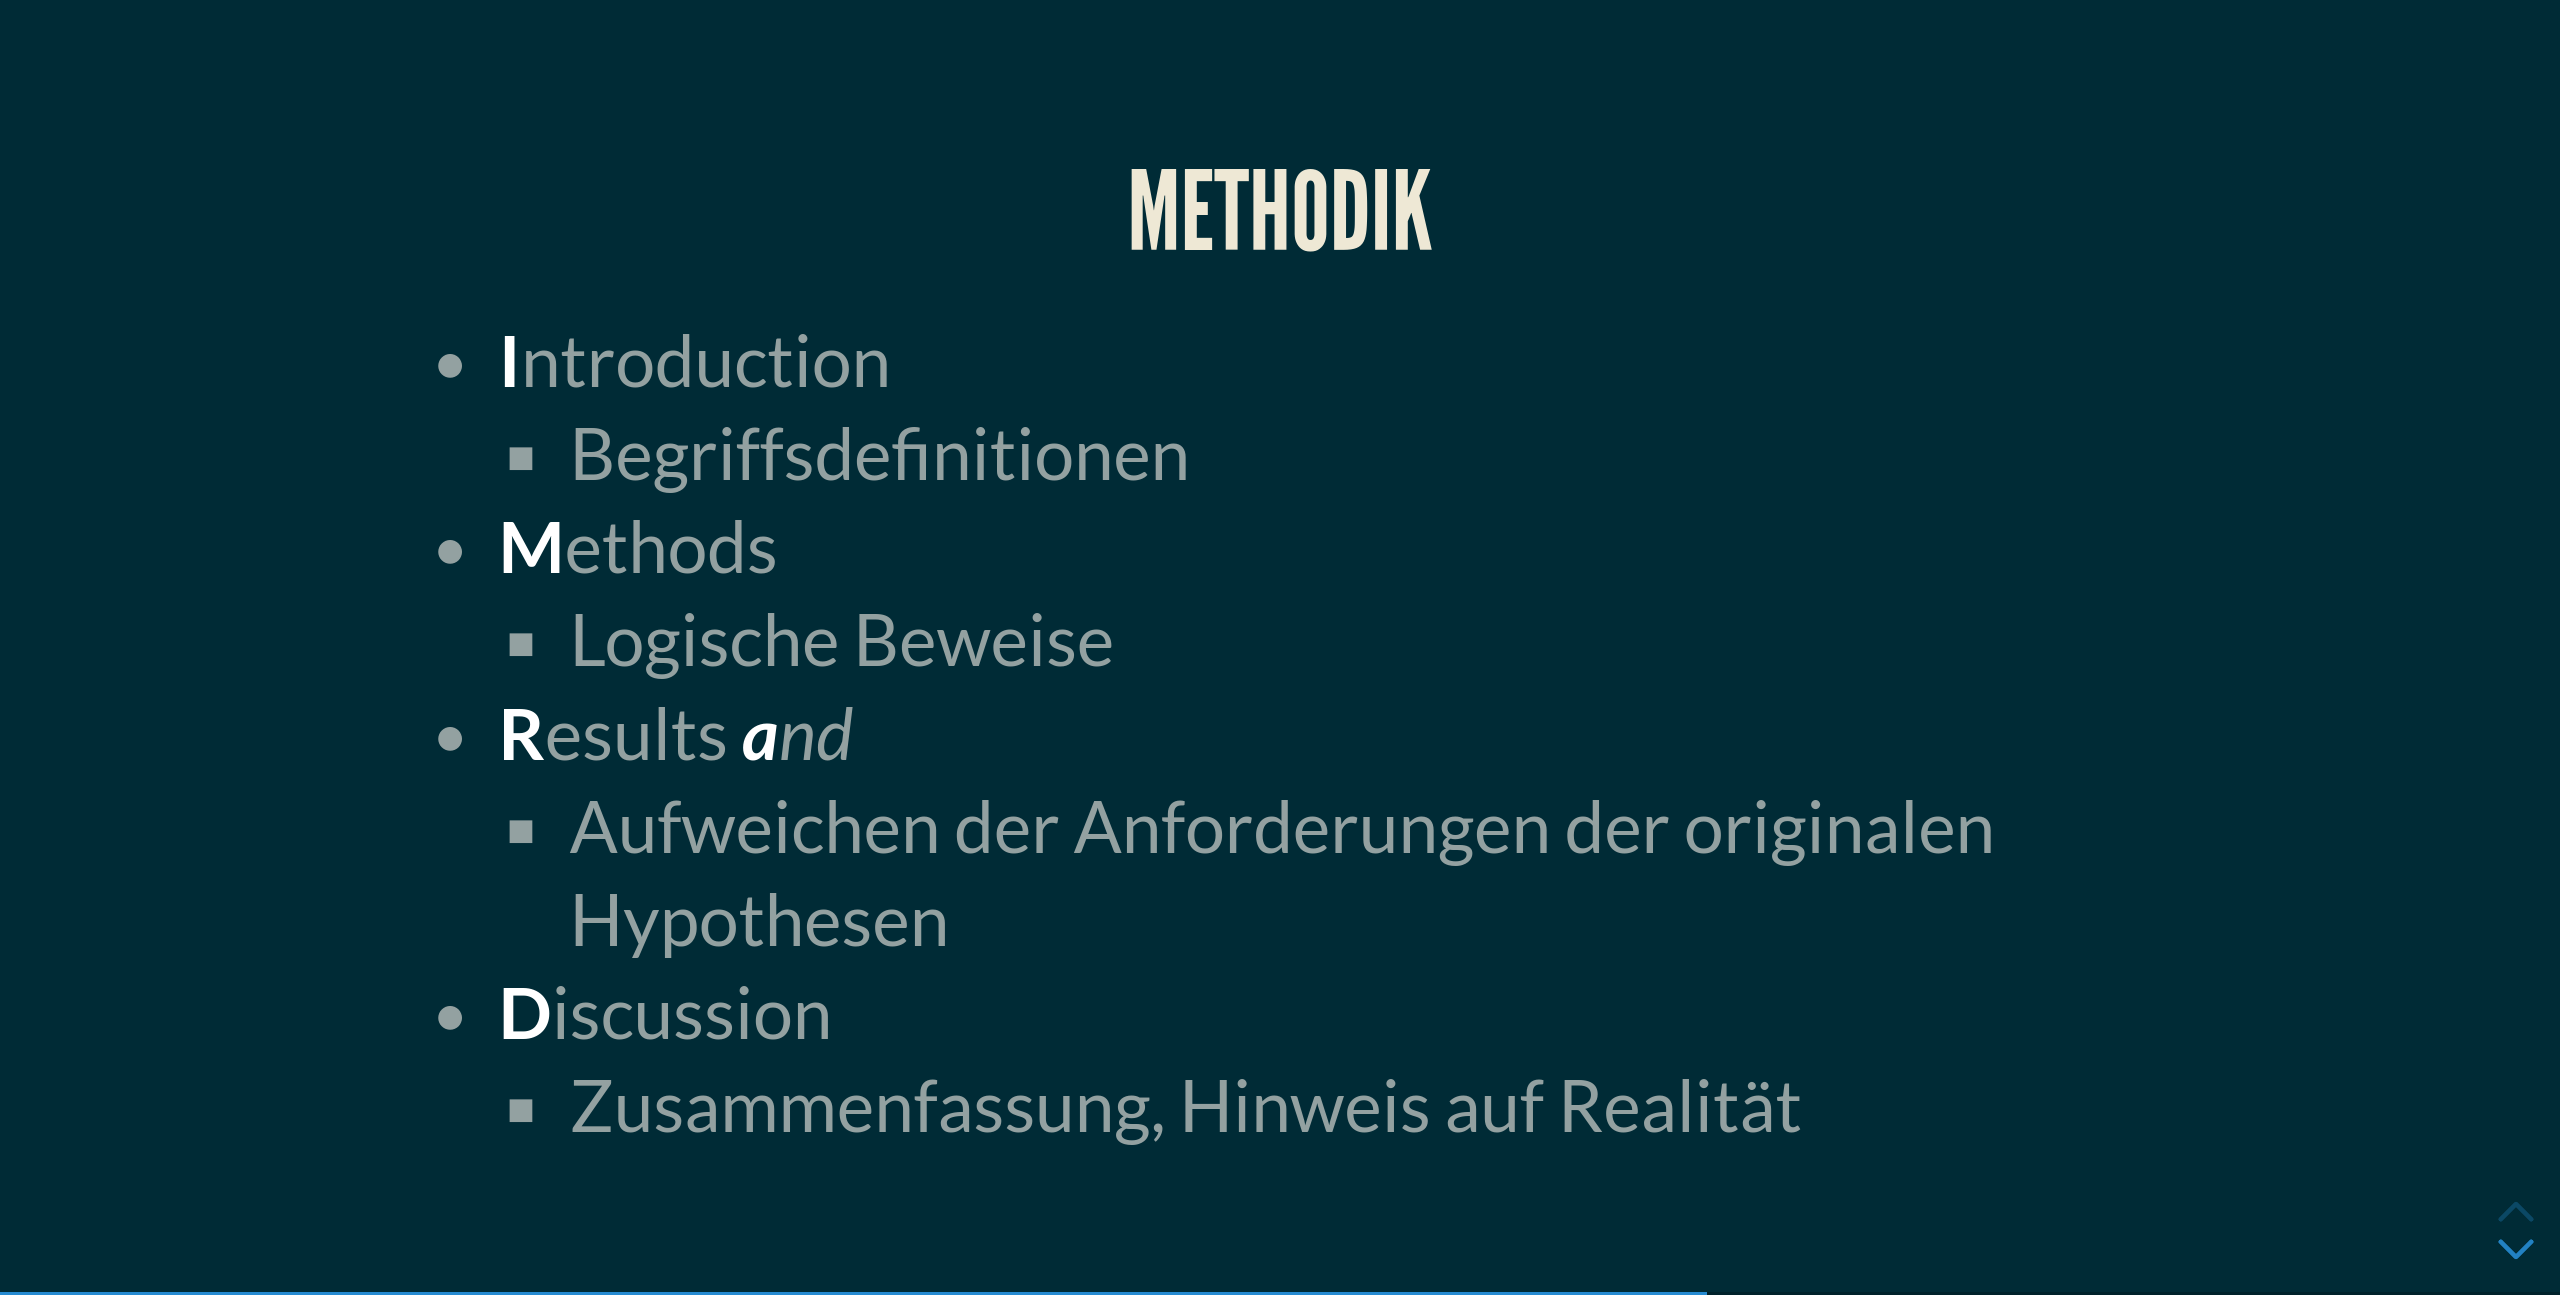 METHODIK
Introduction
Begriffsdefinitionen
Methods
Logische Beweise
Results and
Aufweichen der Anforderungen der originalen
Hypothesen
Discussion
Zusammenfassung, Hinweis auf Realität